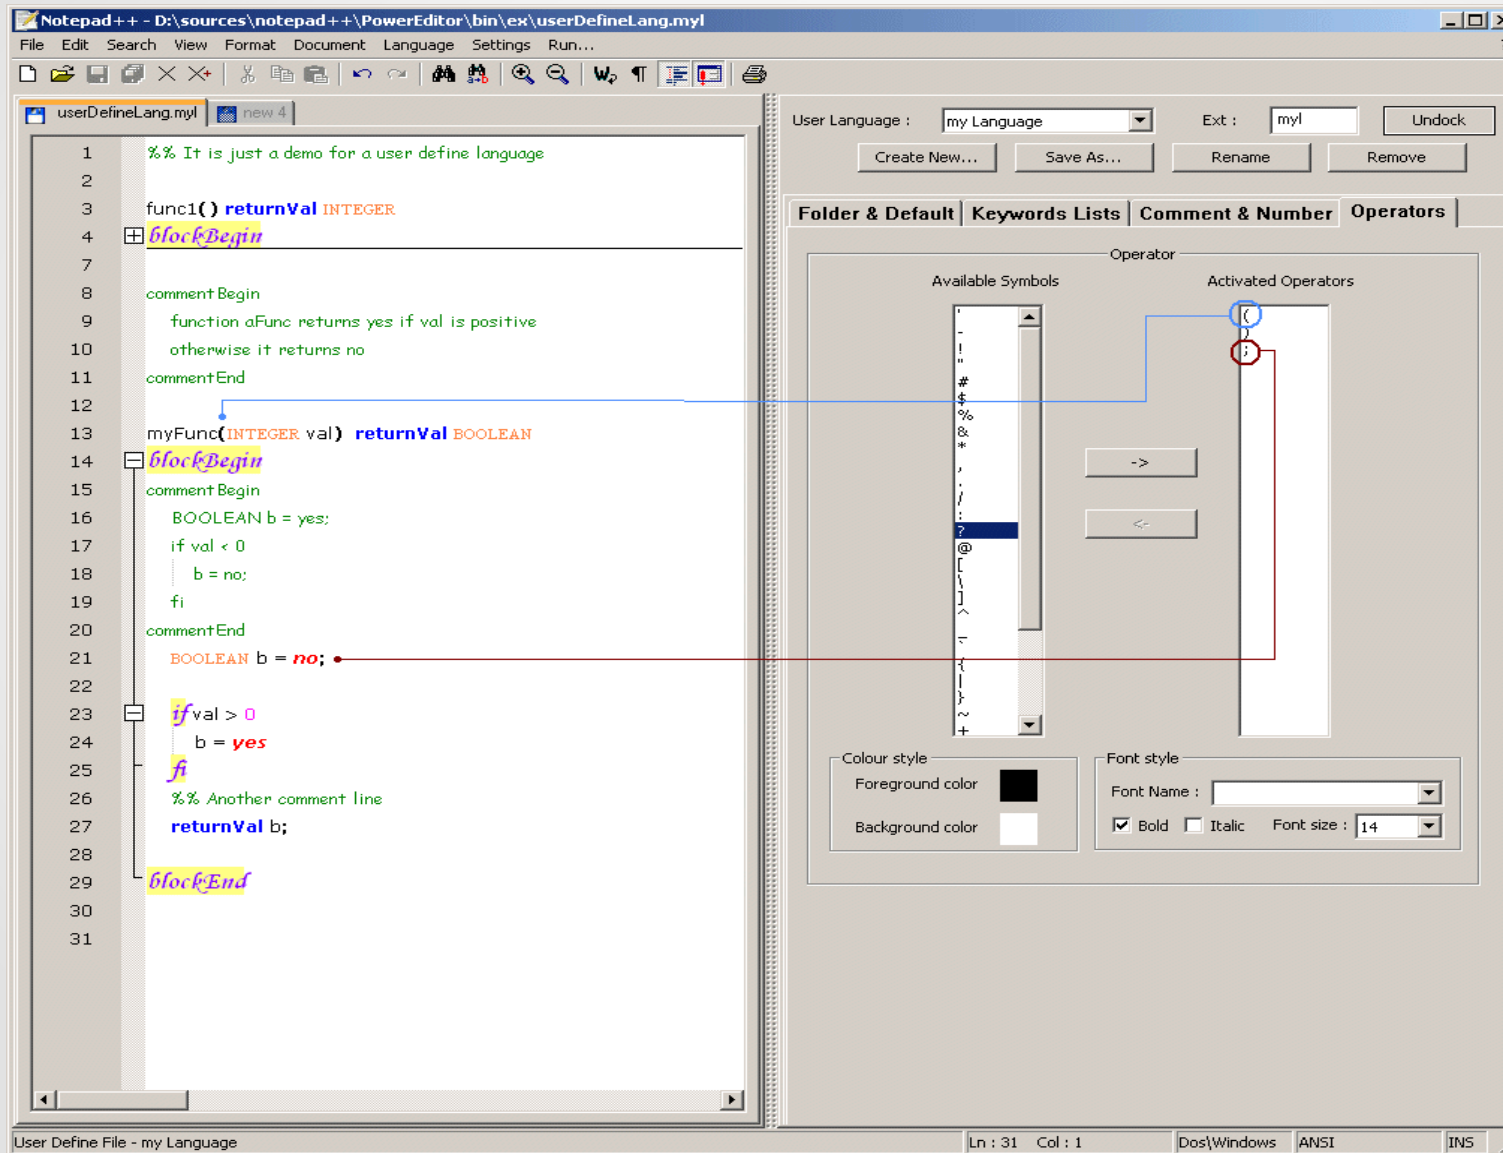 Notepad++ - D:\sources\notepad++\PowerEditor\bin\ex\userDefineLang.myl
File Edit Search View Format Document Language Settings Run...
userDefineLang.myl new 4
1 %% It is just a demo for a user define language
2
3 func1() returnVal INTEGER
4 blockBegin
7
8 commentBegin
9 function aFunc returns yes if val is positive
10 otherwise it returns no
11 commentEnd
12
13 myFunc(INTEGER val) returnVal BOOLEAN
14 blockBegin
15 commentBegin
16 BOOLEAN b = yes;
17 if val < 0
18 b = no;
19 fi
20 commentEnd
21 BOOLEAN b = no;
22
23 if val > 0
24 b = yes
25 fi
26 %% Another comment line
27 returnVal b;
28
29 blockEnd
30
31
User Language : my Language Ext : myl Undock
Create New... Save As... Rename Remove
Folder & Default Keywords Lists Comment & Number Operators
Operator
Available Symbols Activated Operators
'
-
!
"
#
$
%
&
*
,
.
/
:
?
@
[
\
]
^
{
|
}
~
+
->
<-
(
)
;
Colour style
Foreground color
Background color
Font style
Font Name :
Bold Italic Font size : 14
User Define File - my Language Ln : 31 Col : 1 Dos\Windows ANSI INS